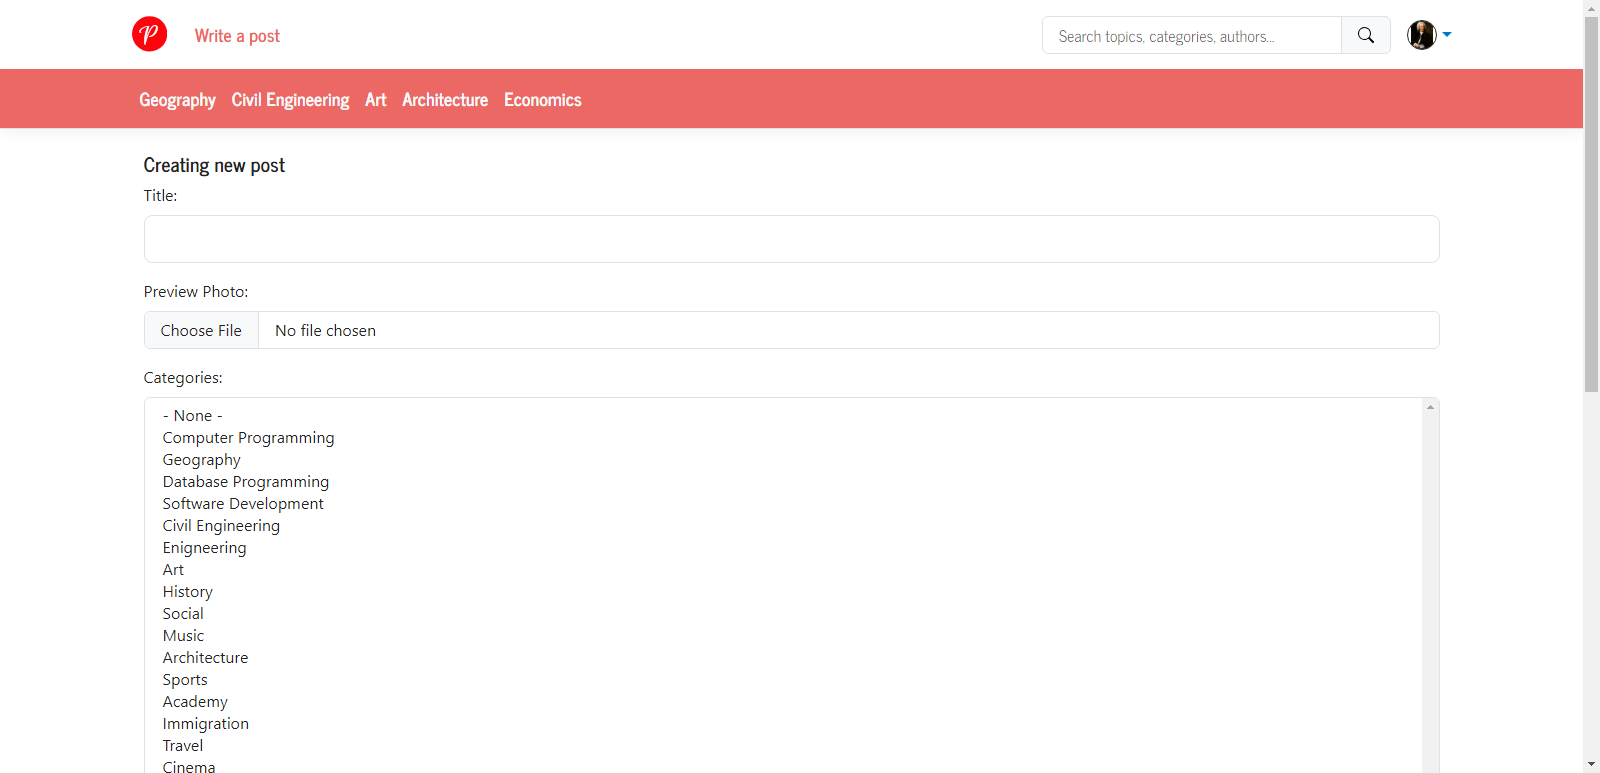 P Write a post Search topics, categories, authors...
Geography Civil Engineering Art Architecture Economics
Creating new post
Title:
Preview Photo:
Choose File No file chosen
Categories:
- None -
Computer Programming
Geography
Database Programming
Software Development
Civil Engineering
Enigneering
Art
History
Social
Music
Architecture
Sports
Academy
Immigration
Travel
Cinema